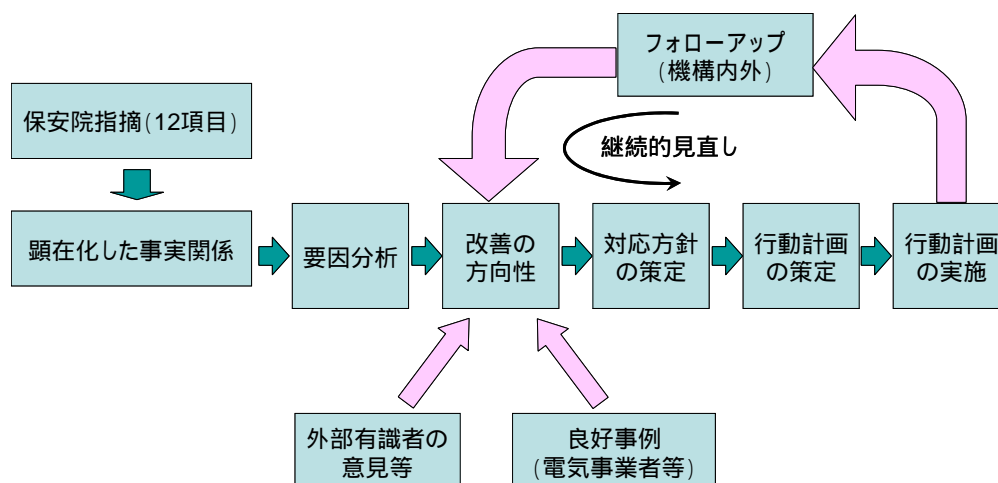 フォローアップ
(機構内外)
保安院指摘(12項目)
継続的見直し
顕在化した事実関係
要因分析
改善の
方向性
対応方針
の策定
行動計画
の策定
行動計画
の実施
外部有識者の
意見等
良好事例
(電気事業者等)